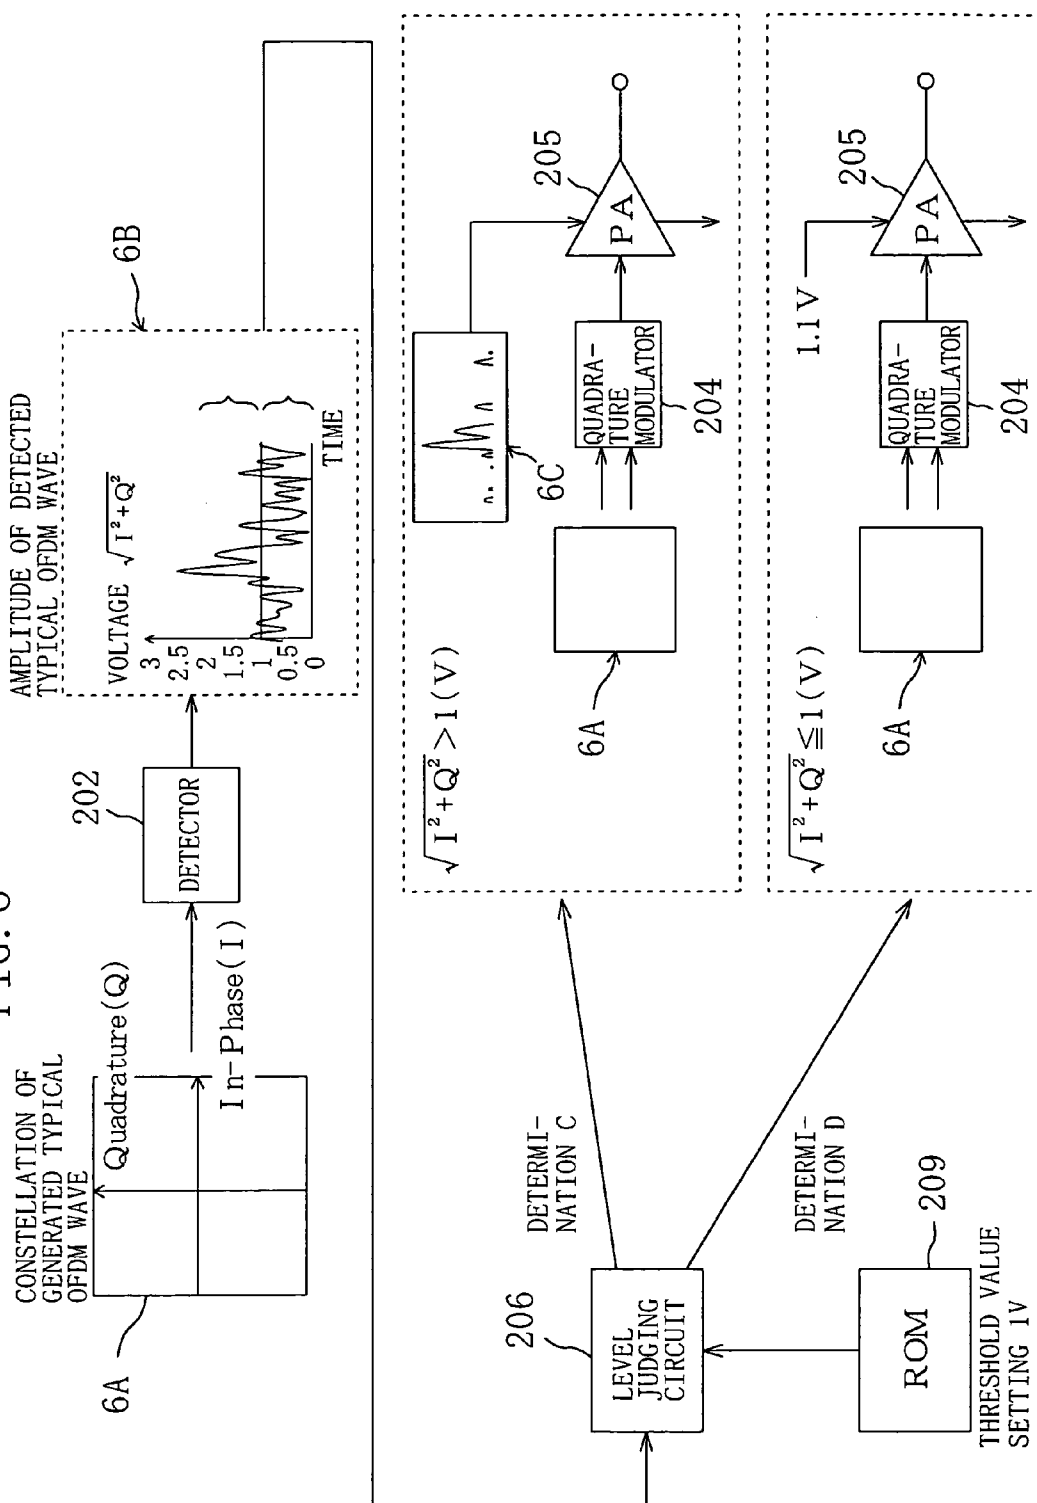 CONSTELLATION OF
GENERATED TYPICAL
OFDM WAVE
6A
Quadrature(Q)
In-Phase(I)
202
DETECTOR
AMPLITUDE OF DETECTED
TYPICAL OFDM WAVE
6B
VOLTAGE √I²+Q²
3
2.5
2
1.5
1
0.5
0
TIME
206
LEVEL
JUDGING
CIRCUIT
ROM
209
THRESHOLD VALUE
SETTING 1V
DETERMI-
NATION C
DETERMI-
NATION D
√I²+Q² >1(V)
6A
6C
QUADRA-
TURE
MODULATOR
204
PA
205
√I²+Q² ≦1(V)
6A
1.1V
QUADRA-
TURE
MODULATOR
204
PA
205